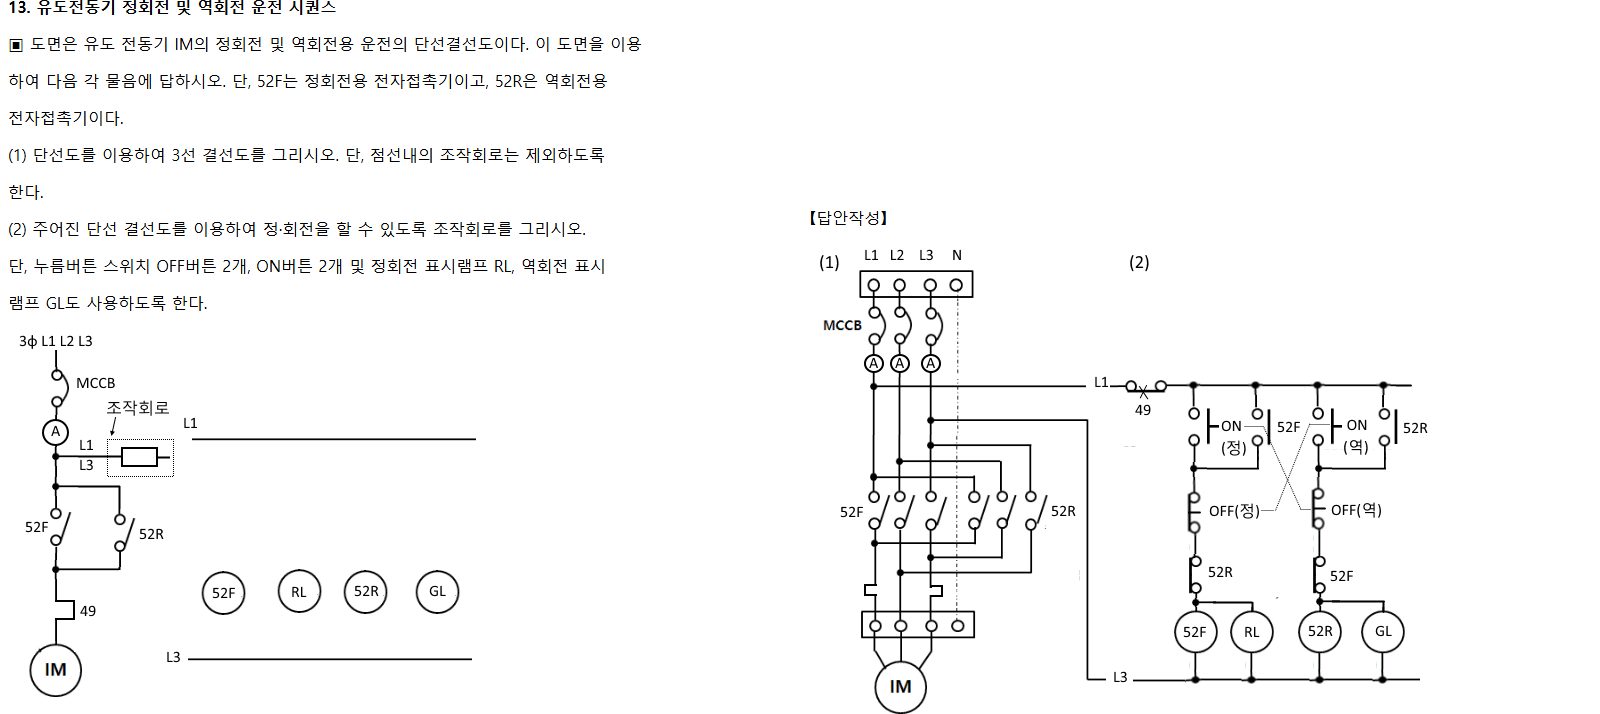 13. 유도전동기 정회전 및 역회전 운전 시퀀스
▣ 도면은 유도 전동기 IM의 정회전 및 역회전용 운전의 단선결선도이다. 이 도면을 이용
하여 다음 각 물음에 답하시오. 단, 52F는 정회전용 전자접촉기이고, 52R은 역회전용
전자접촉기이다.
(1) 단선도를 이용하여 3선 결선도를 그리시오. 단, 점선내의 조작회로는 제외하도록
한다.
(2) 주어진 단선 결선도를 이용하여 정·회전을 할 수 있도록 조작회로를 그리시오.
단, 누름버튼 스위치 OFF버튼 2개, ON버튼 2개 및 정회전 표시램프 RL, 역회전 표시
램프 GL도 사용하도록 한다.
3ϕ L1 L2 L3
MCCB
조작회로
A
L1
L3
52F
52R
49
IM
L1
52F
RL
52R
GL
L3
【답안작성】
(1)
L1 L2 L3 N
MCCB
A A A
52F
52R
IM
(2)
L1
49
ON
(정)
52F
ON
(역)
52R
OFF(정)
OFF(역)
52R
52F
52F
RL
52R
GL
L3